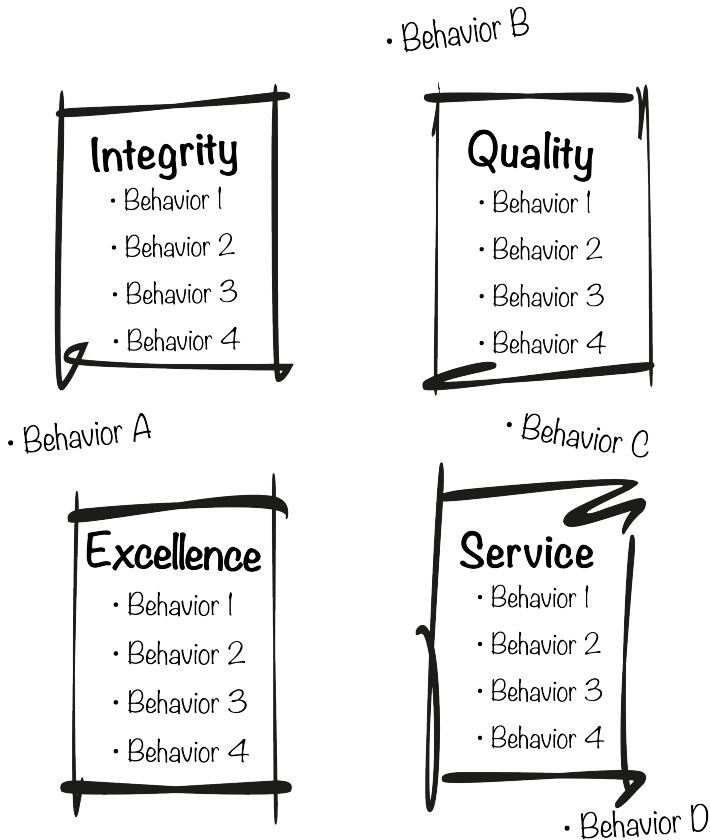 • Behavior B
Integrity
• Behavior 1
• Behavior 2
• Behavior 3
• Behavior 4
Quality
• Behavior 1
• Behavior 2
• Behavior 3
• Behavior 4
• Behavior A
• Behavior C
Excellence
• Behavior 1
• Behavior 2
• Behavior 3
• Behavior 4
Service
• Behavior 1
• Behavior 2
• Behavior 3
• Behavior 4
• Behavior D